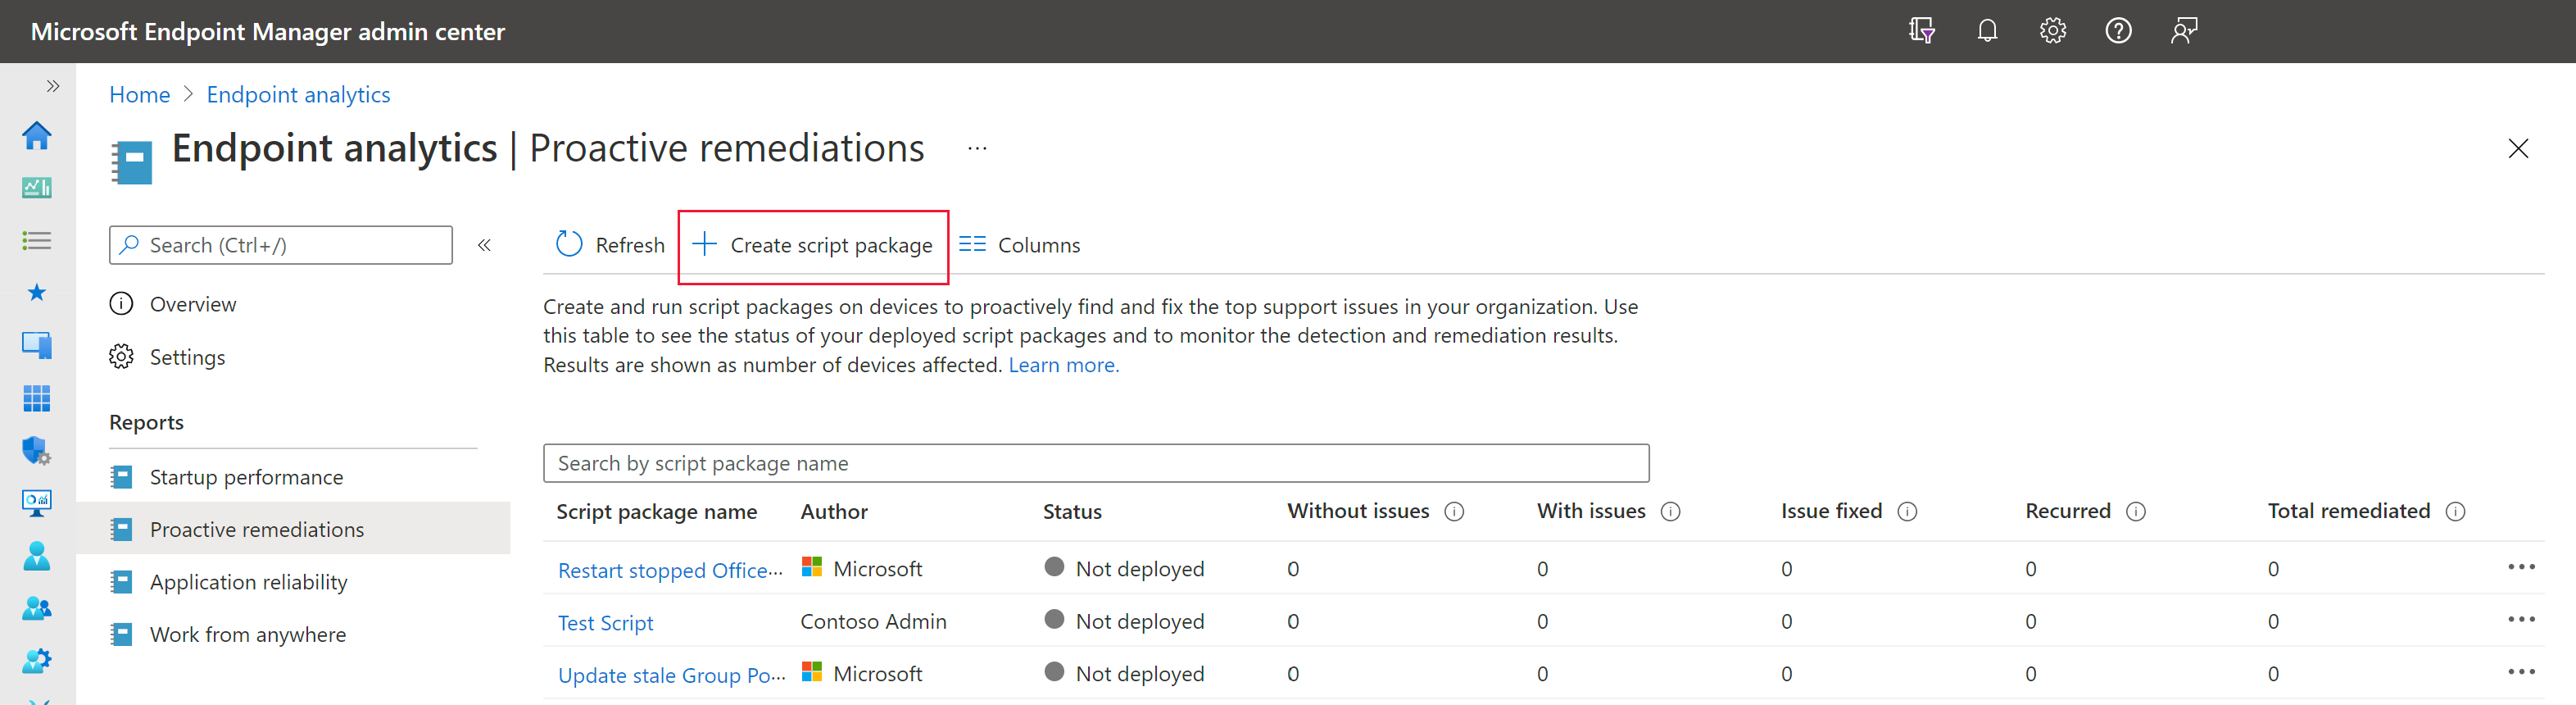 Microsoft Endpoint Manager admin center
Home > Endpoint analytics
Endpoint analytics | Proactive remediations ...
Search (Ctrl+/)
Overview
Settings
Reports
Startup performance
Proactive remediations
Application reliability
Work from anywhere
Refresh Create script package Columns
Create and run script packages on devices to proactively find and fix the top support issues in your organization. Use
this table to see the status of your deployed script packages and to monitor the detection and remediation results.
Results are shown as number of devices affected. Learn more.
Search by script package name
Script package name Author Status Without issues With issues Issue fixed Recurred Total remediated
Restart stopped Office... Microsoft Not deployed 0 0 0 0 0
Test Script Contoso Admin Not deployed 0 0 0 0 0
Update stale Group Po... Microsoft Not deployed 0 0 0 0 0